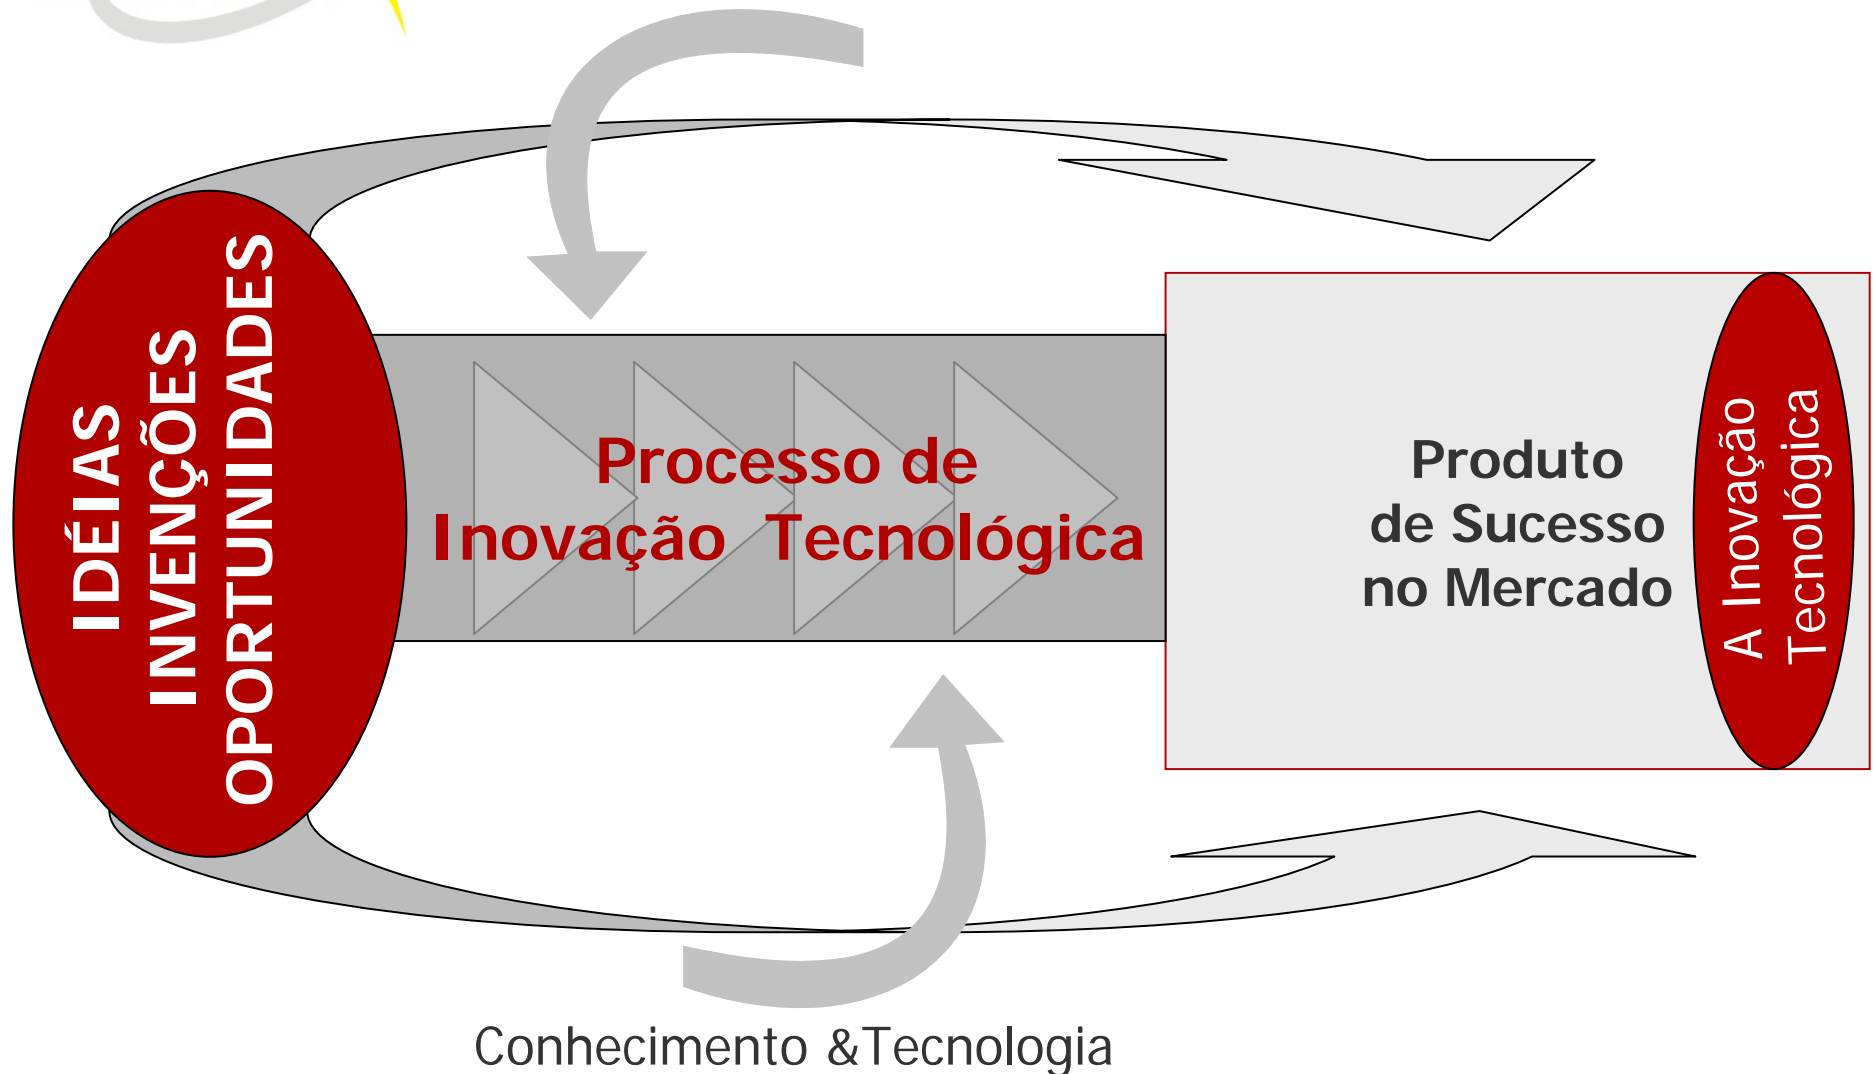 IDÉIAS
INVENÇÕES
OPORTUNIDADES
Processo de
Inovação Tecnológica
Produto
de Sucesso
no Mercado
A Inovação
Tecnológica
Conhecimento &Tecnologia